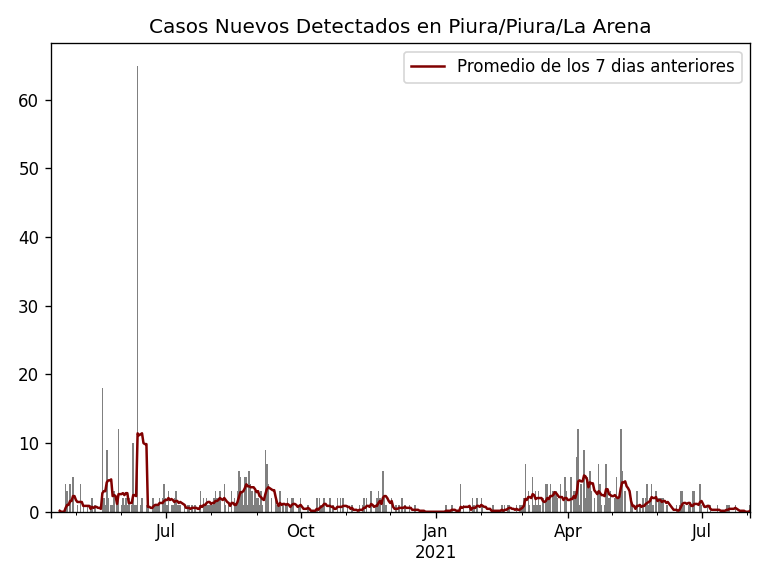 Casos Nuevos Detectados en Piura/Piura/La Arena
Promedio de los 7 dias anteriores
60
50
40
30
20
10
0
Jul Oct Jan Apr Jul
2021